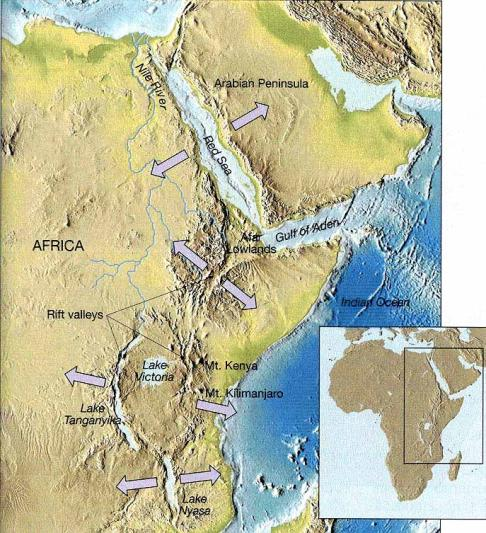 Arabian Peninsula
Nile River
Red Sea
Gulf of Aden
Afar
Lowlands
AFRICA
Indian Ocean
Rift valleys
Lake
Victoria
Mt. Kenya
Mt. Kilimanjaro
Lake
Tanganyika
Lake
Nyasa